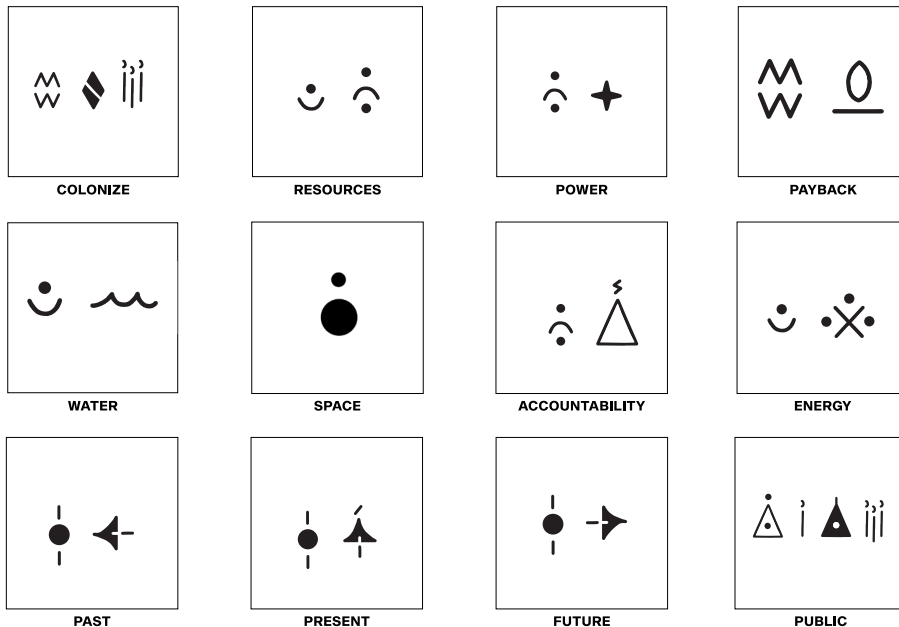 COLONIZE RESOURCES POWER PAYBACK
WATER SPACE ACCOUNTABILITY ENERGY
PAST PRESENT FUTURE PUBLIC